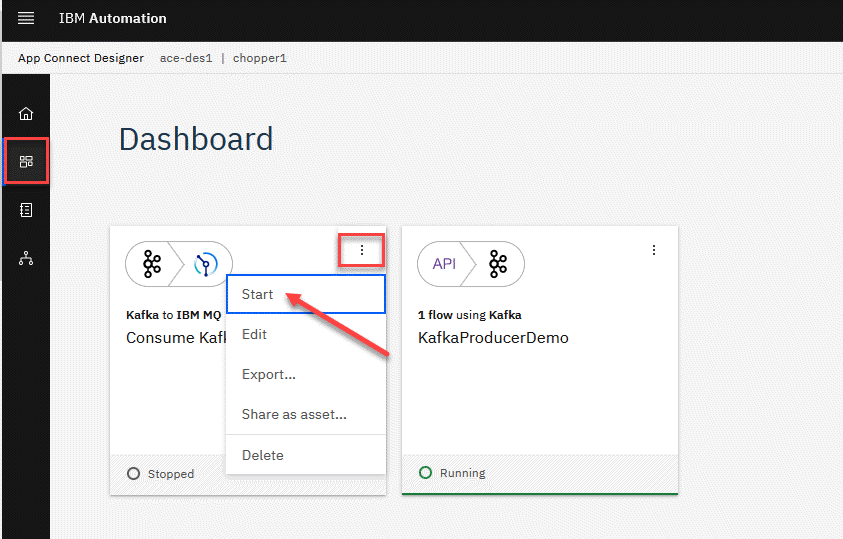 IBM Automation
App Connect Designer ace-des1 | chopper1
Dashboard
API
Kafka to IBM MQ
Consume Kaf
Start
Edit
Export...
Share as asset...
Delete
Stopped
1 flow using Kafka
KafkaProducerDemo
Running